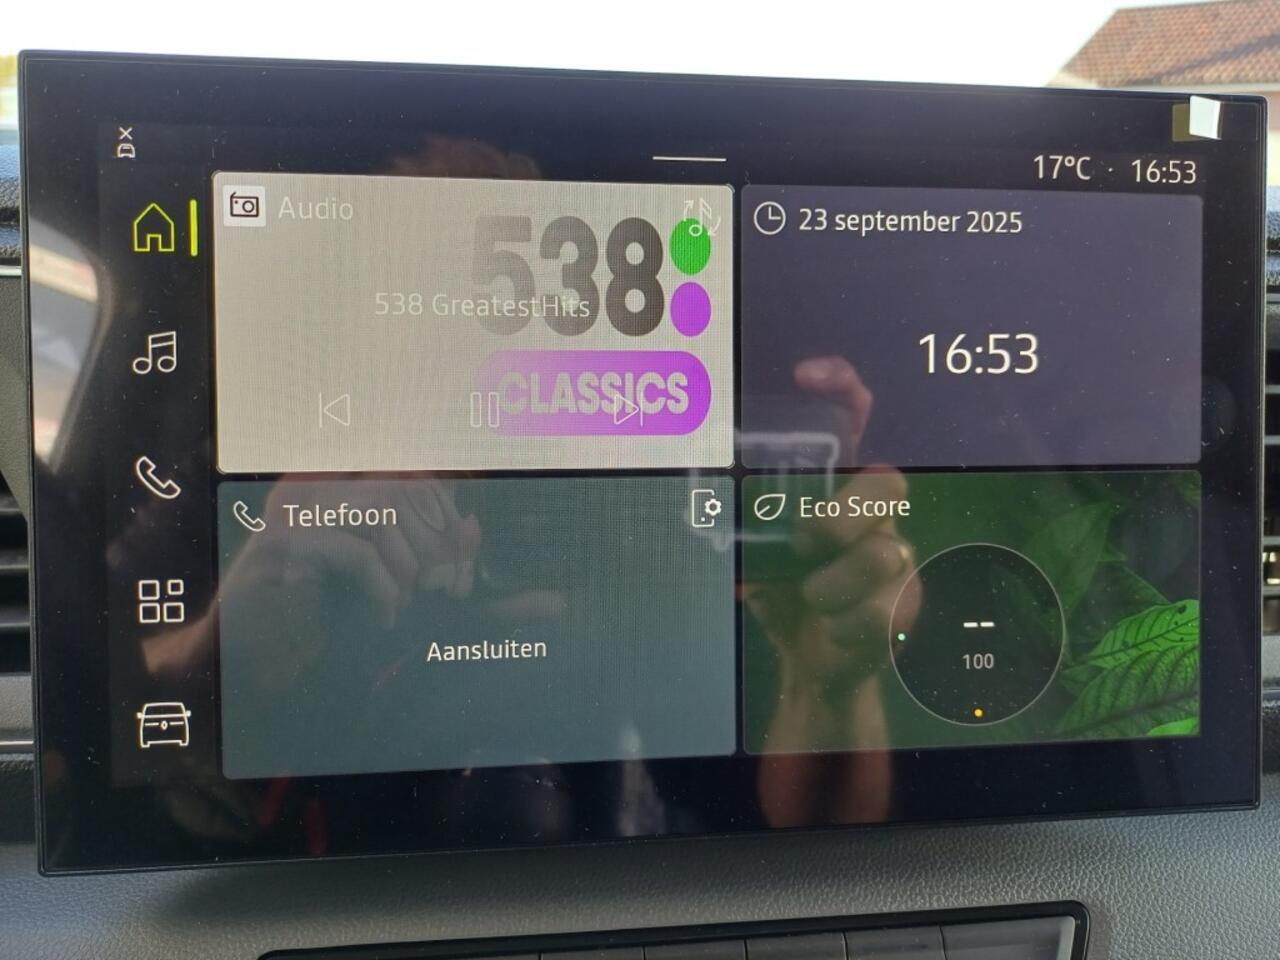 17°C · 16:53
Audio
538
538 GreatestHits
CLASSICS
23 september 2025
16:53
Telefoon
Aansluiten
Eco Score
--
100